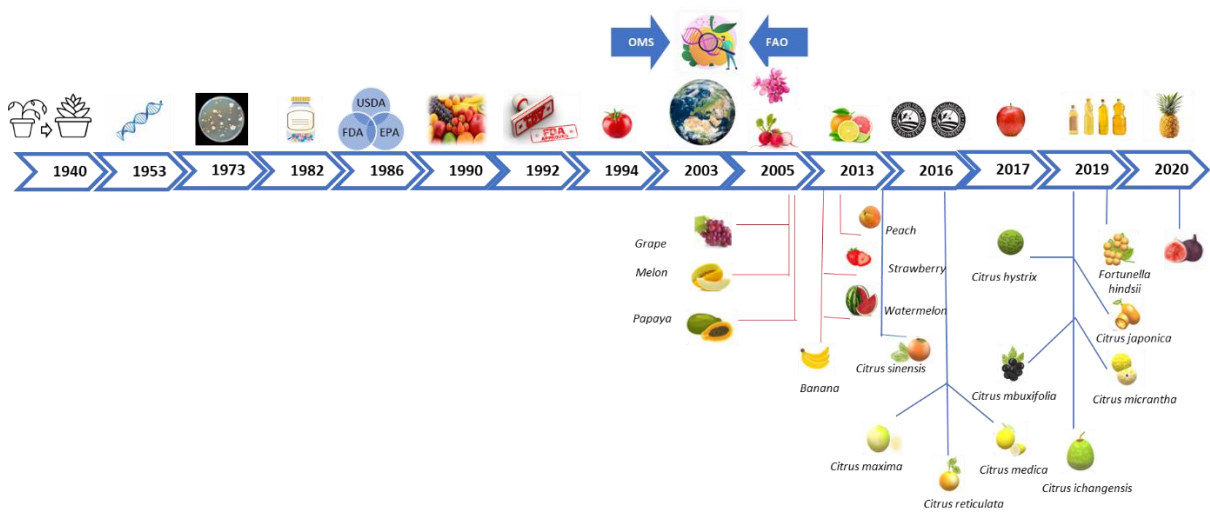 OMS
FAO
USDA
FDA
EPA
FDA
APPROVED
1940
1953
1973
1982
1986
1990
1992
1994
2003
2005
2013
2016
2017
2019
2020
Grape
Melon
Papaya
Peach
Strawberry
Watermelon
Banana
Citrus sinensis
Citrus maxima
Citrus reticulata
Citrus medica
Citrus hystrix
Fortunella
hindsii
Citrus japonica
Citrus mbuxifolia
Citrus micrantha
Citrus ichangensis